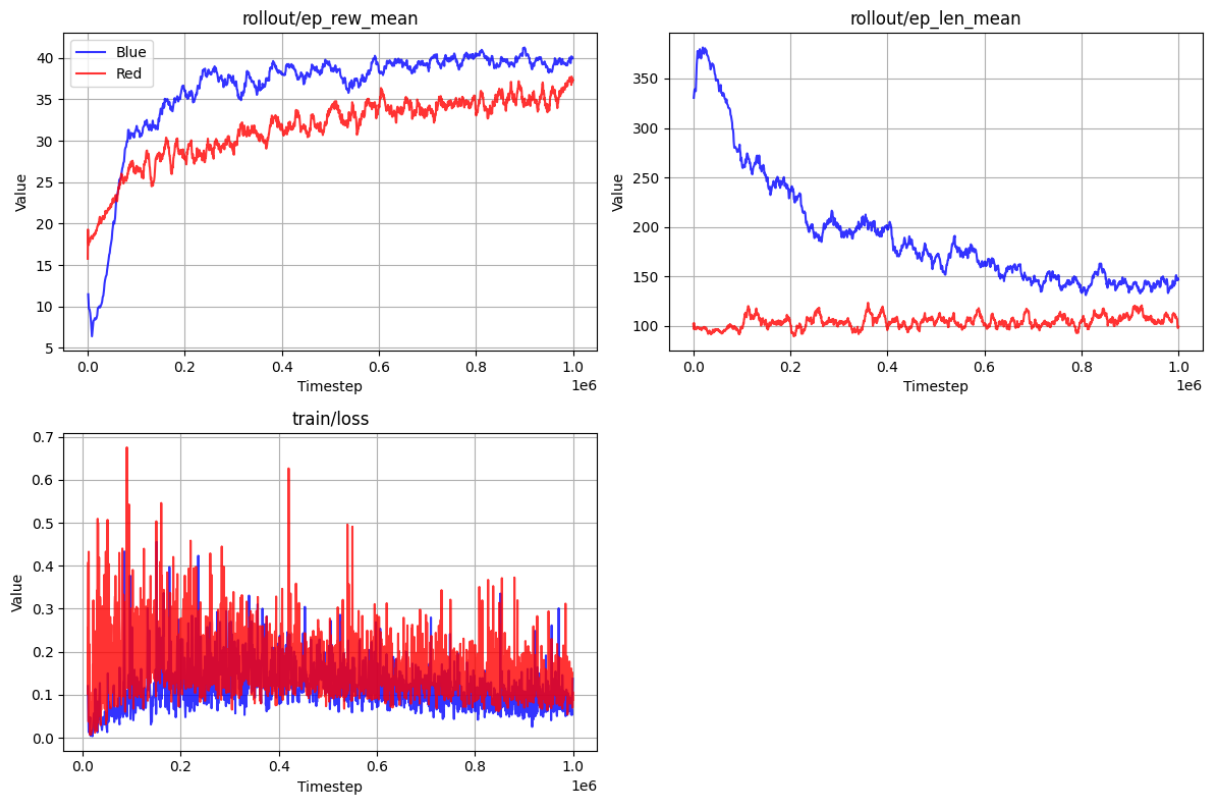 rollout/ep_rew_mean
Blue
Red
40
35
30
25
20
15
10
5
Value
0.0
0.2
0.4
0.6
0.8
1.0
Timestep
1e6
rollout/ep_len_mean
350
300
250
200
150
100
Value
0.0
0.2
0.4
0.6
0.8
1.0
Timestep
1e6
train/loss
0.7
0.6
0.5
0.4
0.3
0.2
0.1
0.0
Value
0.0
0.2
0.4
0.6
0.8
1.0
Timestep
1e6